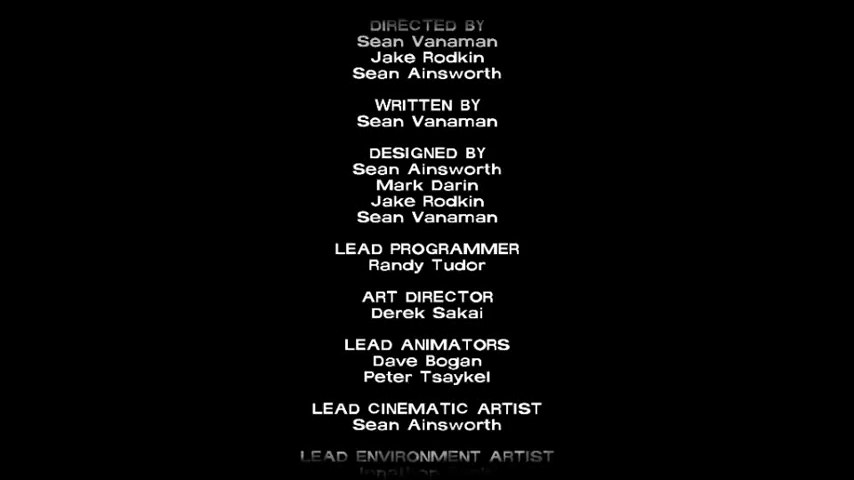 DIRECTED BY
Sean Vanaman
Jake Rodkin
Sean Ainsworth
WRITTEN BY
Sean Vanaman
DESIGNED BY
Sean Ainsworth
Mark Darin
Jake Rodkin
Sean Vanaman
LEAD PROGRAMMER
Randy Tudor
ART DIRECTOR
Derek Sakai
LEAD ANIMATORS
Dave Bogan
Peter Tsaykel
LEAD CINEMATIC ARTIST
Sean Ainsworth
LEAD ENVIRONMENT ARTIST